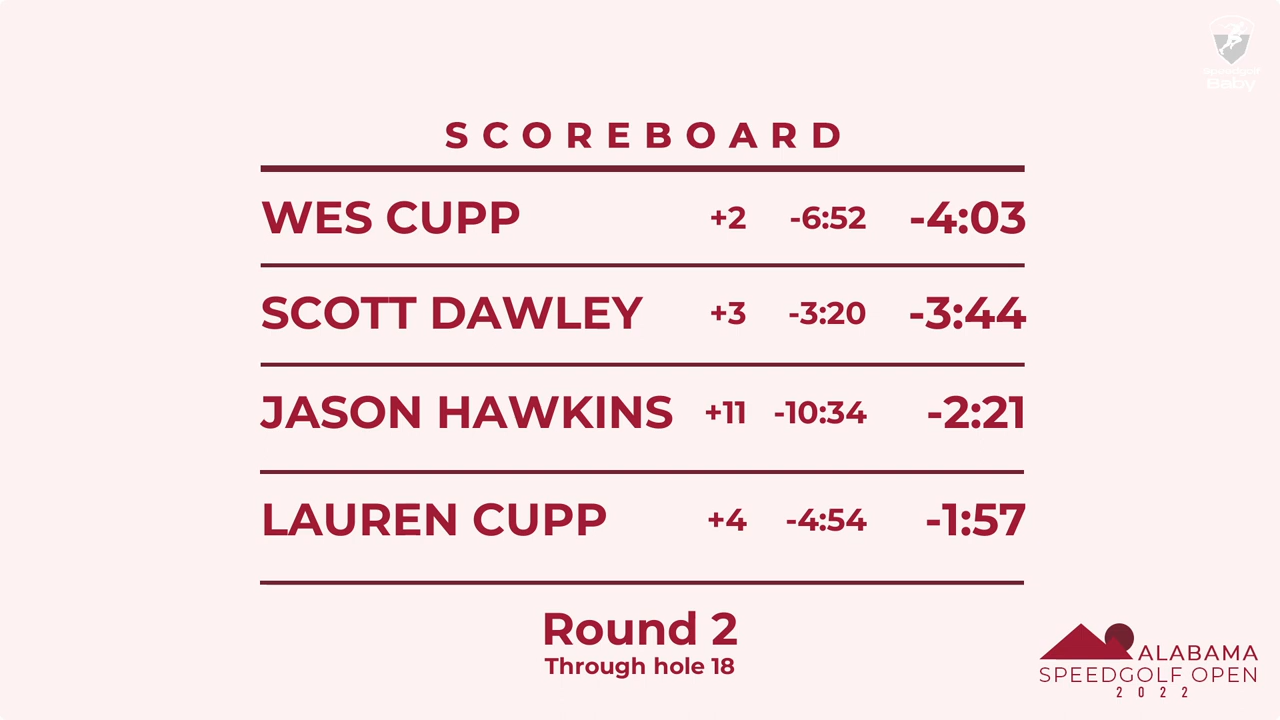 Speedgolf
Baby
SCOREBOARD
WES CUPP +2 -6:52 -4:03
SCOTT DAWLEY +3 -3:20 -3:44
JASON HAWKINS +11 -10:34 -2:21
LAUREN CUPP +4 -4:54 -1:57
Round 2
Through hole 18
ALABAMA
SPEEDGOLF OPEN
2022